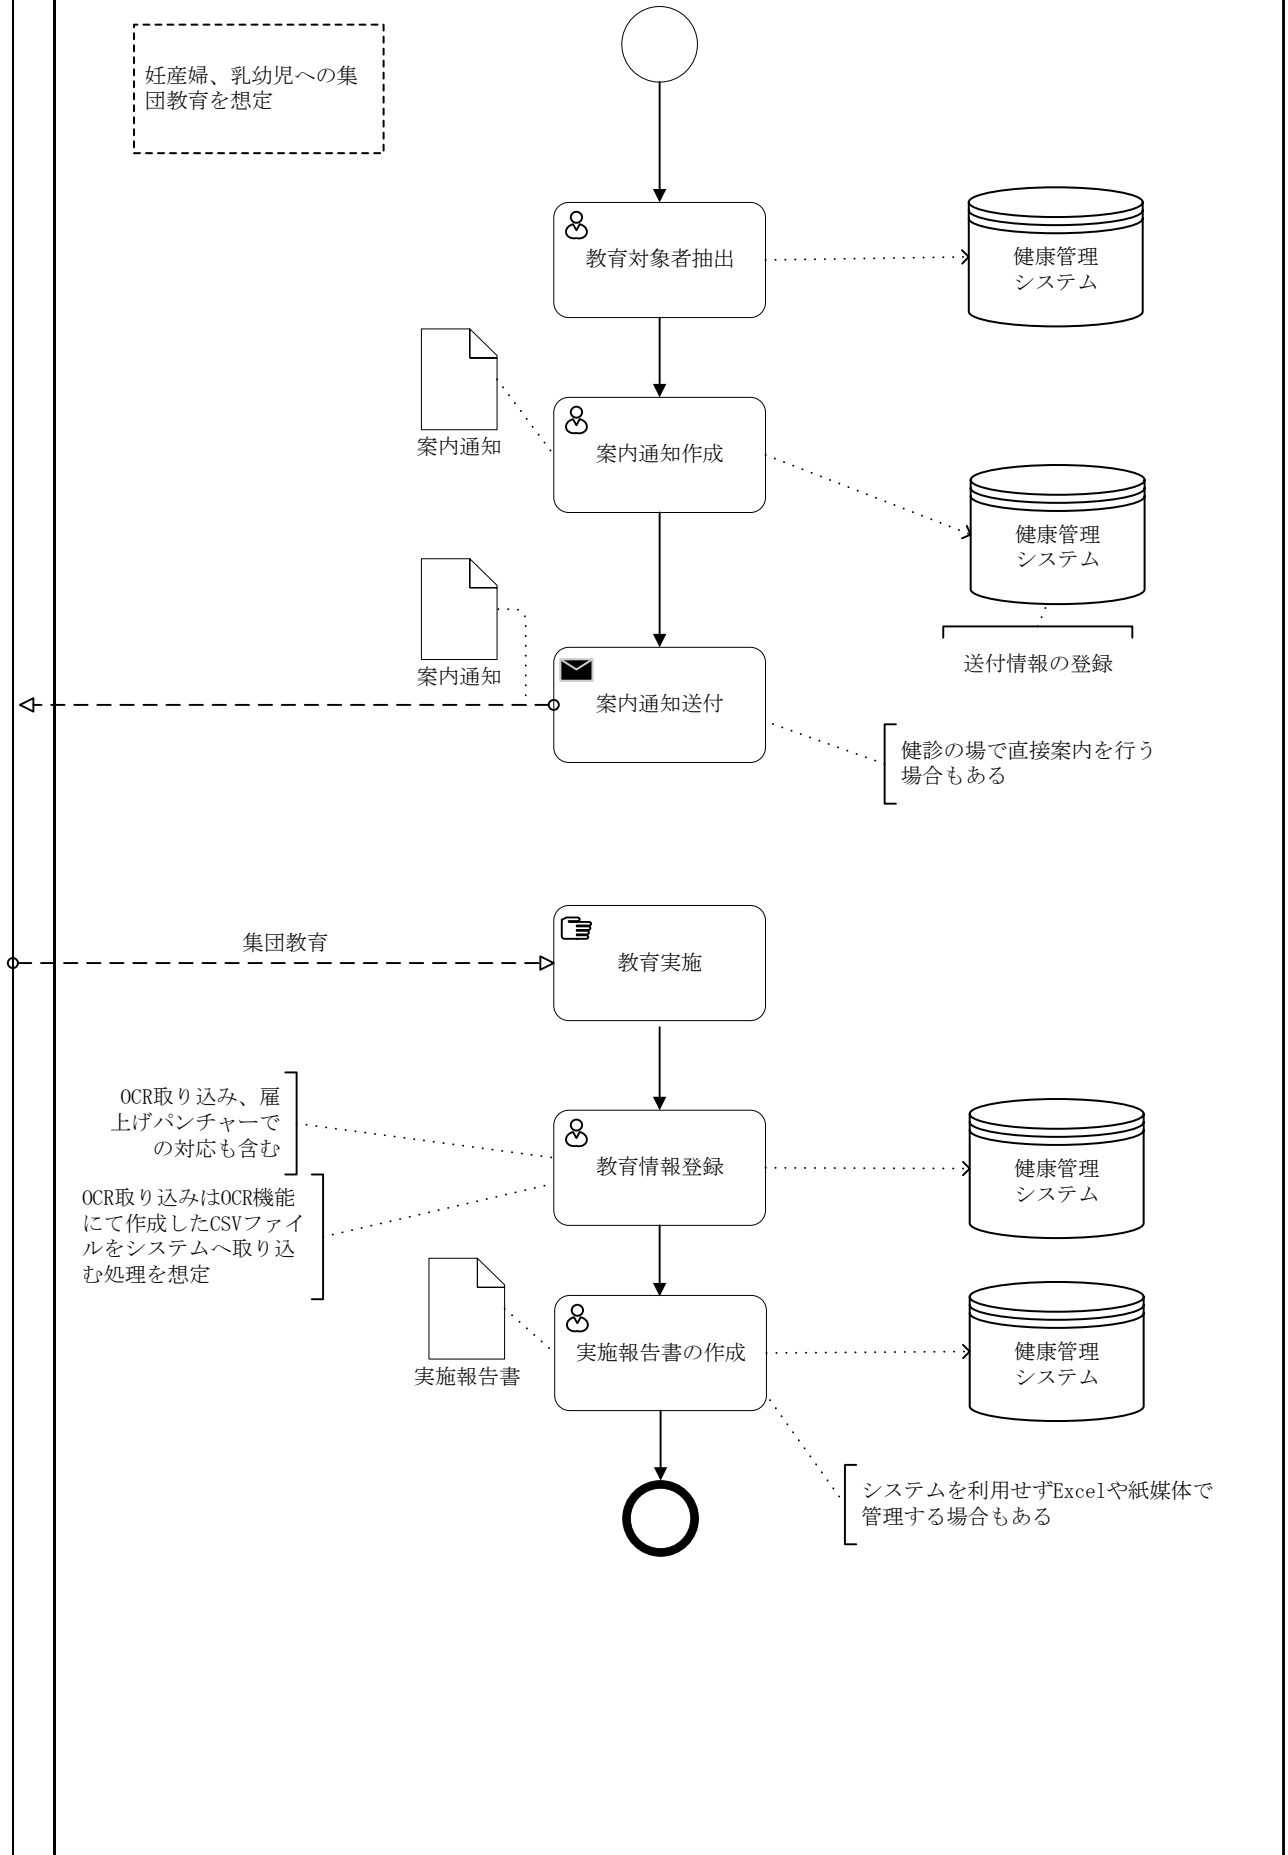 妊産婦、乳幼児への集
団教育を想定
教育対象者抽出
健康管理
システム
案内通知
案内通知作成
健康管理
システム
送付情報の登録
案内通知
案内通知送付
健診の場で直接案内を行う
場合もある
集団教育
教育実施
OCR取り込み、雇
上げパンチャーで
の対応も含む
教育情報登録
健康管理
システム
OCR取り込みはOCR機能
にて作成したCSVファイ
ルをシステムへ取り込
む処理を想定
実施報告書
実施報告書の作成
健康管理
システム
システムを利用せずExcelや紙媒体で
管理する場合もある